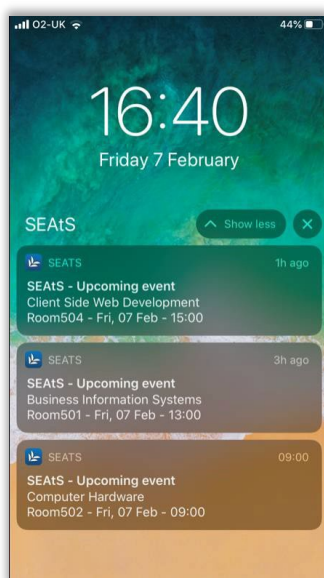 O2-UK 44%
16:40
Friday 7 February
SEAtS Show less
SEATS 1h ago
SEAtS - Upcoming event
Client Side Web Development
Room504 - Fri, 07 Feb - 15:00
SEATS 3h ago
SEAtS - Upcoming event
Business Information Systems
Room501 - Fri, 07 Feb - 13:00
SEATS 09:00
SEAtS - Upcoming event
Computer Hardware
Room502 - Fri, 07 Feb - 09:00